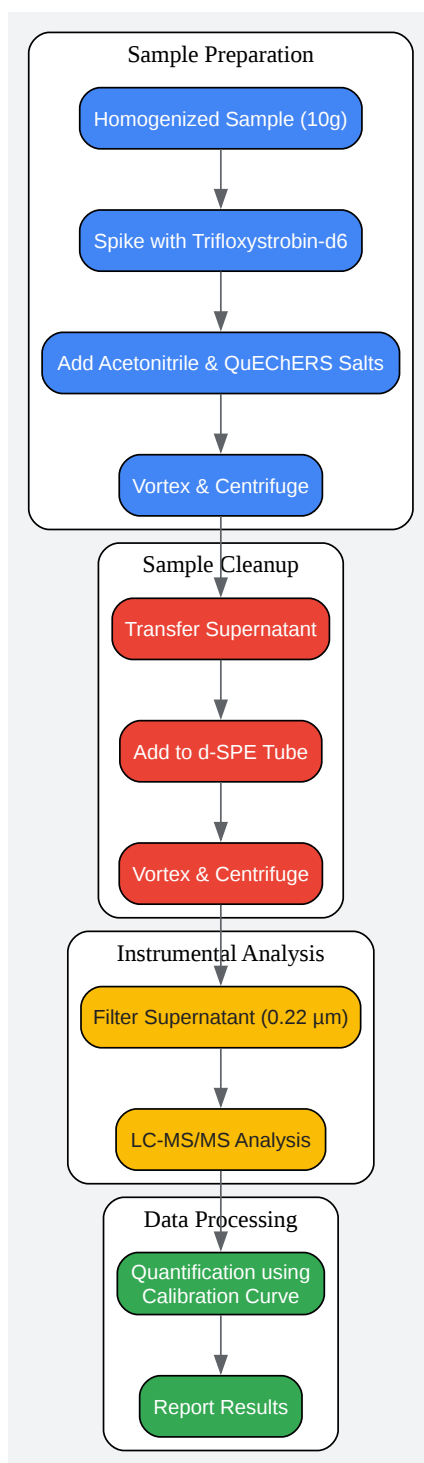 Sample Preparation
Homogenized Sample (10g)
Spike with Trifloxystrobin-d6
Add Acetonitrile & QuEChERS Salts
Vortex & Centrifuge
Sample Cleanup
Transfer Supernatant
Add to d-SPE Tube
Vortex & Centrifuge
Instrumental Analysis
Filter Supernatant (0.22 µm)
LC-MS/MS Analysis
Data Processing
Quantification using
Calibration Curve
Report Results